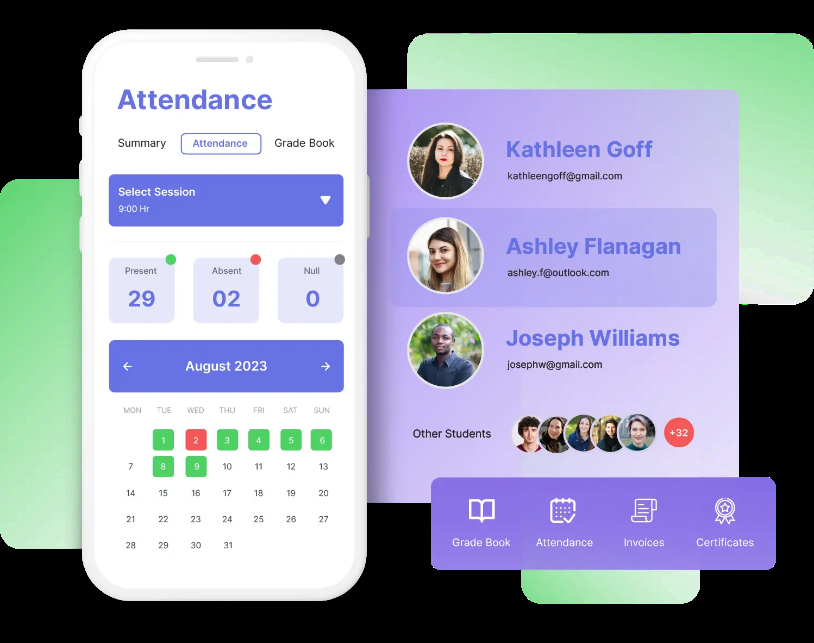 Attendance
Summary Attendance Grade Book
Select Session
9:00 Hr
Present Absent Null
29 02 0
August 2023
MON TUE WED THU FRI SAT SUN
1 2 3 4 5 6
7 8 9 10 11 12 13
14 15 16 17 18 19 20
21 22 23 24 25 26 27
28 29 30 31
Kathleen Goff
kathleengoff@gmail.com
Ashley Flanagan
ashley.f@outlook.com
Joseph Williams
josephw@gmail.com
Other Students +32
Grade Book Attendance Invoices Certificates